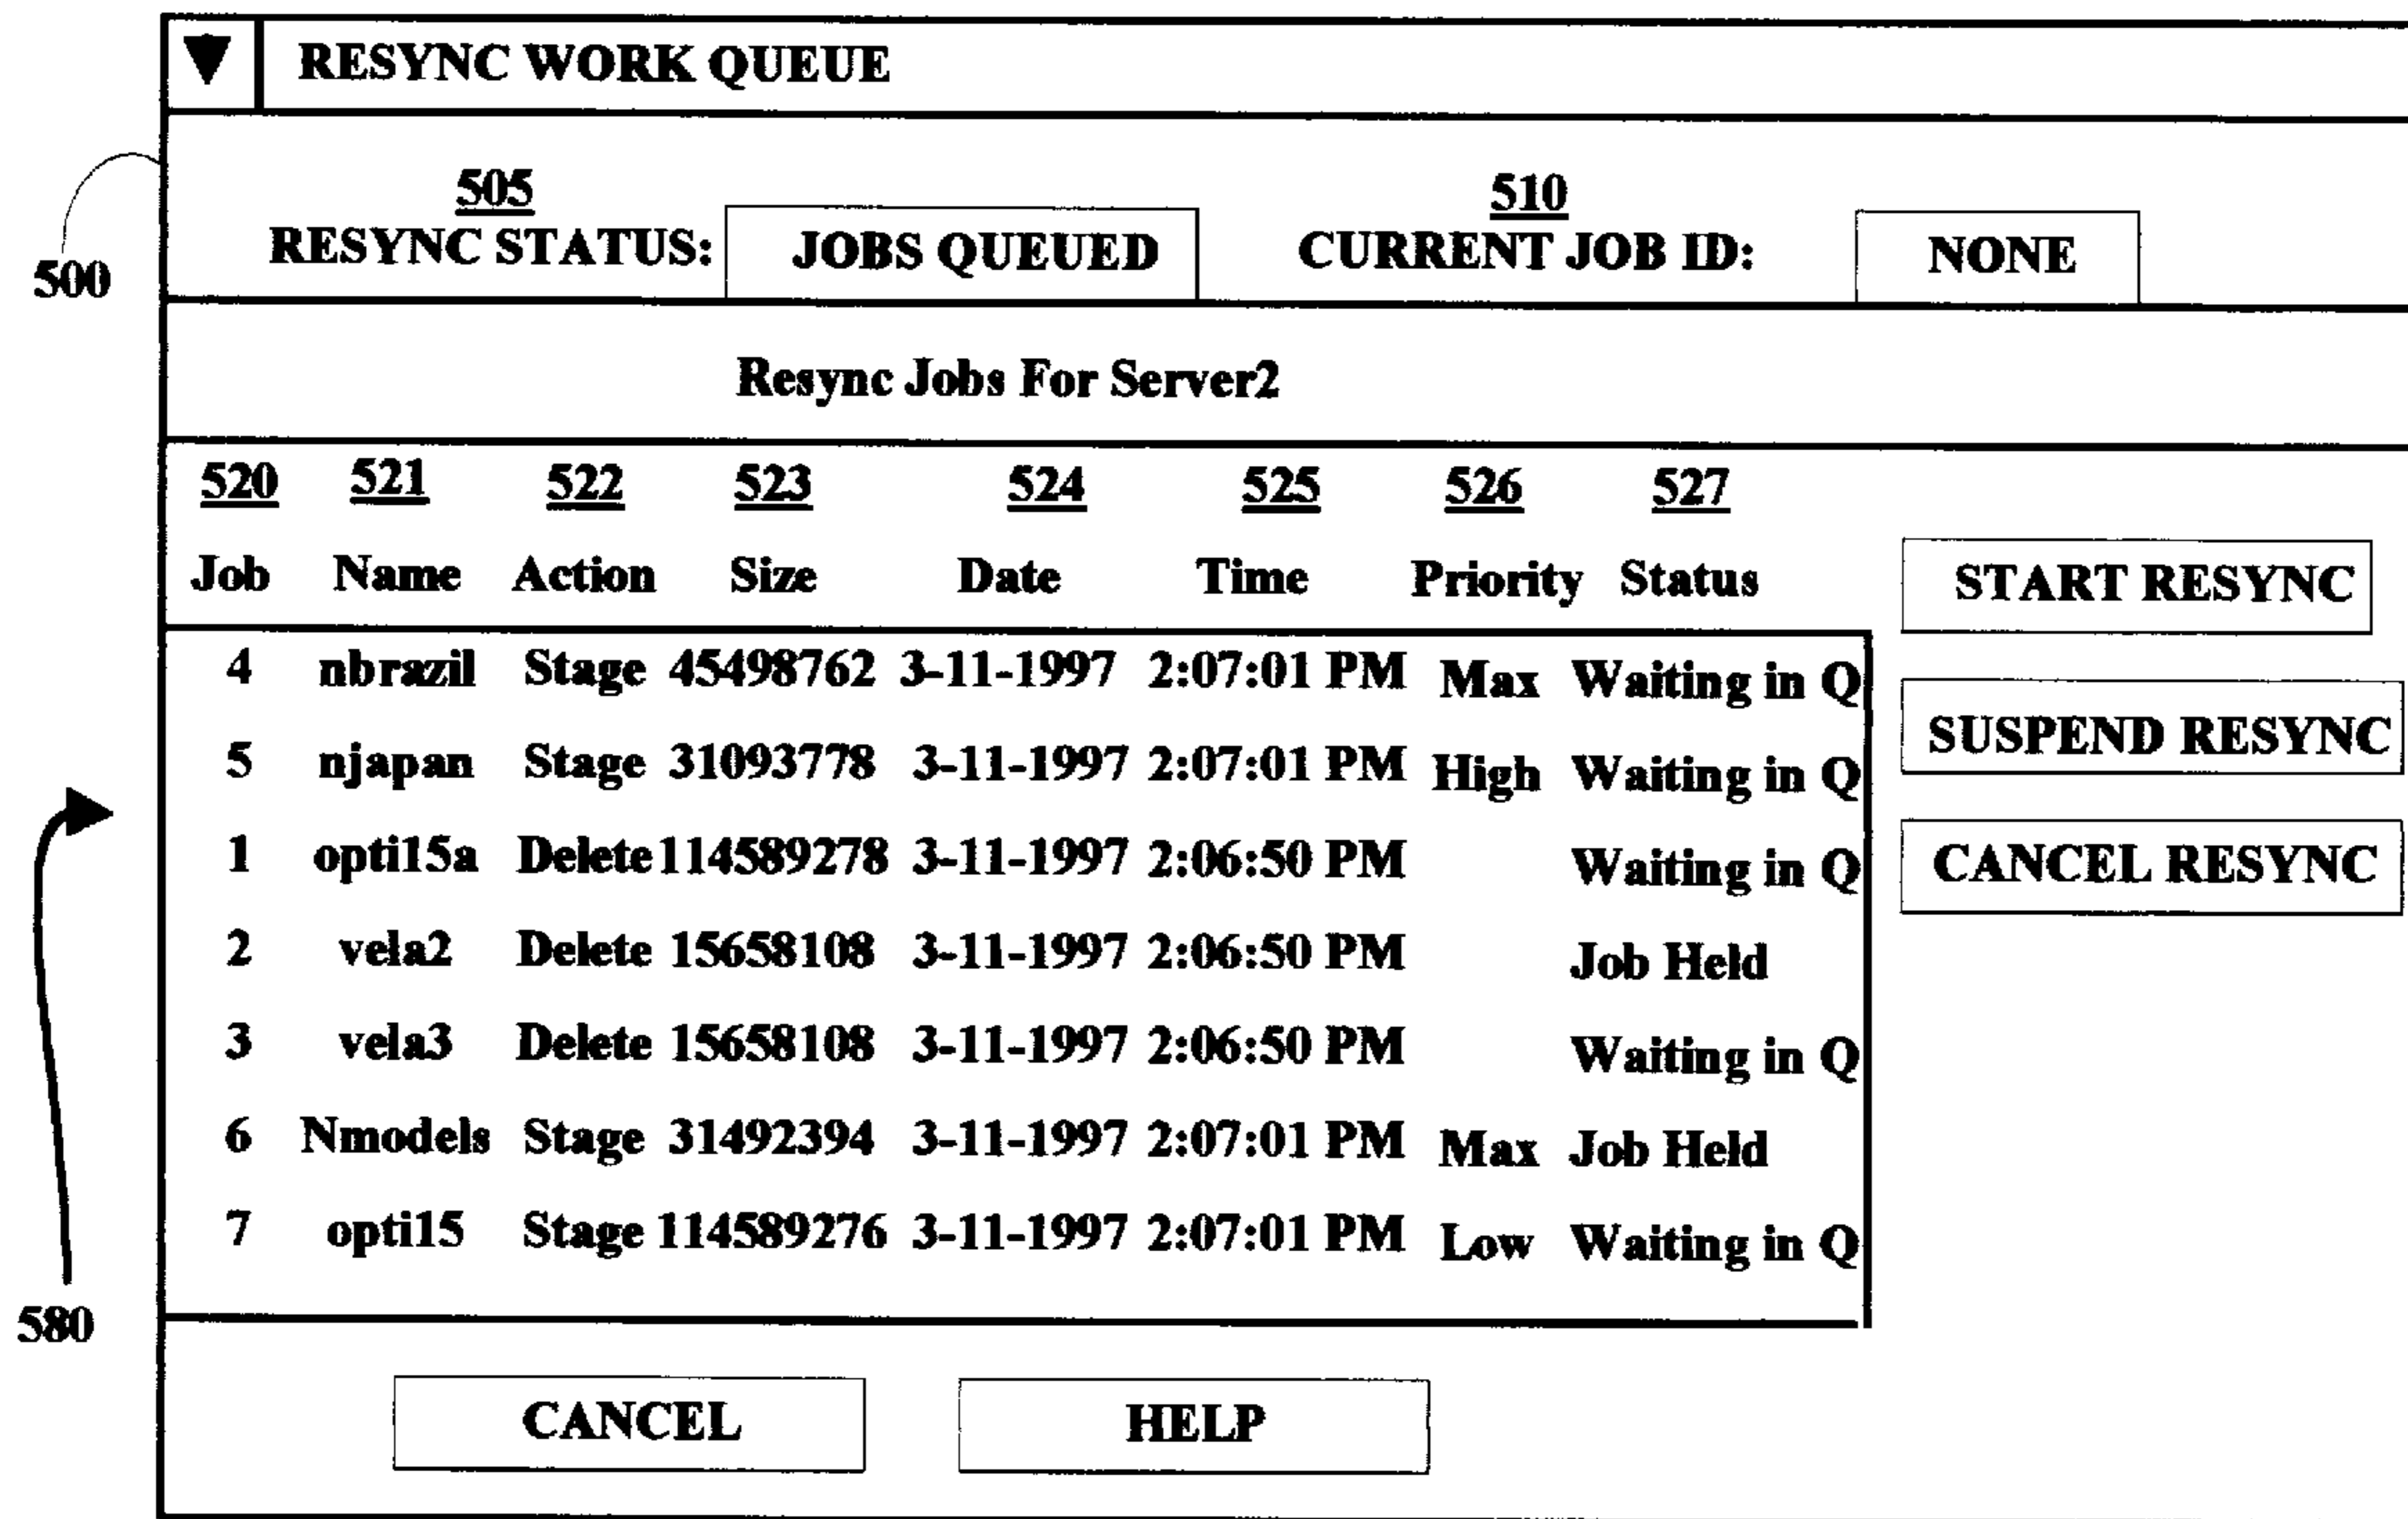 RESYNC WORK QUEUE
505 510
RESYNC STATUS: JOBS QUEUED CURRENT JOB ID: NONE
500
Resync Jobs For Server2
520 521 522 523 524 525 526 527
Job Name Action Size Date Time Priority Status
START RESYNC
4 nbrazil Stage 45498762 3-11-1997 2:07:01 PM Max Waiting in Q
SUSPEND RESYNC
5 njapan Stage 31093778 3-11-1997 2:07:01 PM High Waiting in Q
1 opti15a Delete 114589278 3-11-1997 2:06:50 PM Waiting in Q
CANCEL RESYNC
2 vela2 Delete 15658108 3-11-1997 2:06:50 PM Job Held
3 vela3 Delete 15658108 3-11-1997 2:06:50 PM Waiting in Q
6 Nmodels Stage 31492394 3-11-1997 2:07:01 PM Max Job Held
7 opti15 Stage 114589276 3-11-1997 2:07:01 PM Low Waiting in Q
580
CANCEL HELP